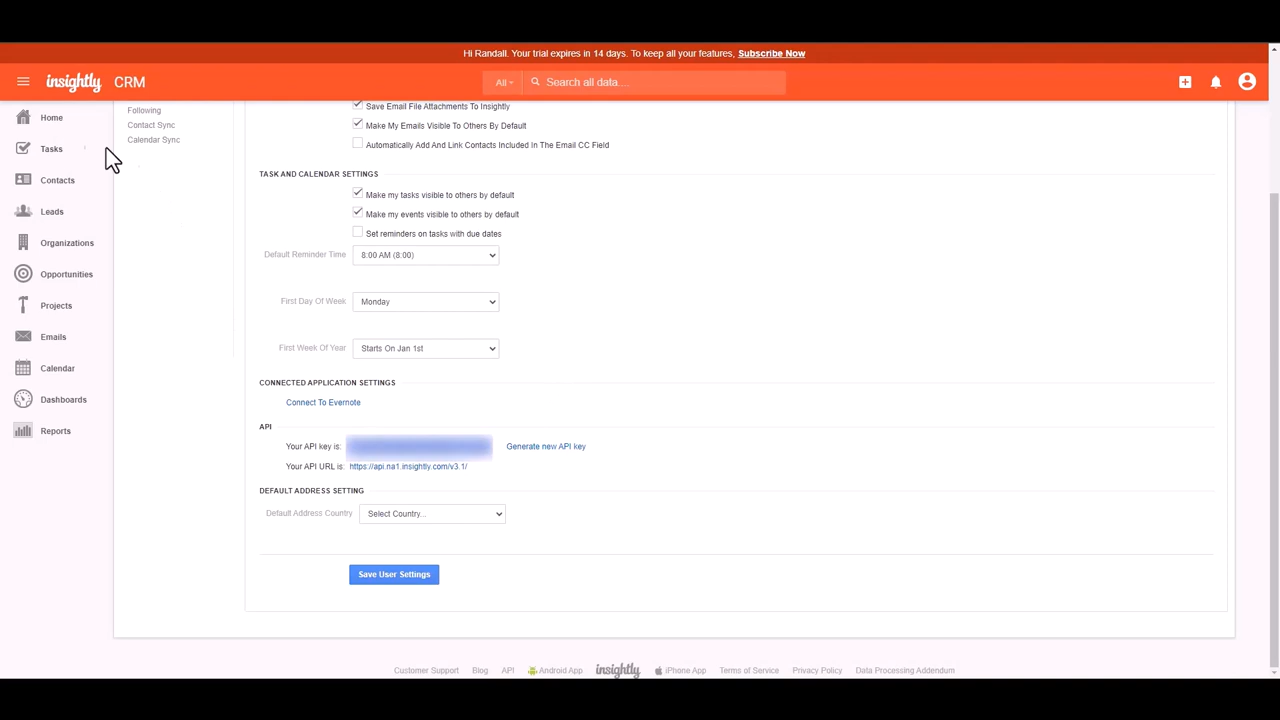 Hi Randall. Your trial expires in 14 days. To keep all your features, Subscribe Now
insightly CRM All Search all data....
Home
Tasks
Contacts
Leads
Organizations
Opportunities
Projects
Emails
Calendar
Dashboards
Reports
Following
Contact Sync
Calendar Sync
Save Email File Attachments To Insightly
Make My Emails Visible To Others By Default
Automatically Add And Link Contacts Included In The Email CC Field
TASK AND CALENDAR SETTINGS
Make my tasks visible to others by default
Make my events visible to others by default
Set reminders on tasks with due dates
Default Reminder Time 8:00 AM (8:00)
First Day Of Week Monday
First Week Of Year Starts On Jan 1st
CONNECTED APPLICATION SETTINGS
Connect To Evernote
API
Your API key is: Generate new API key
Your API URL is: https://api.na1.insightly.com/v3.1/
DEFAULT ADDRESS SETTING
Default Address Country Select Country...
Save User Settings
Customer Support Blog API Android App insightly iPhone App Terms of Service Privacy Policy Data Processing Addendum